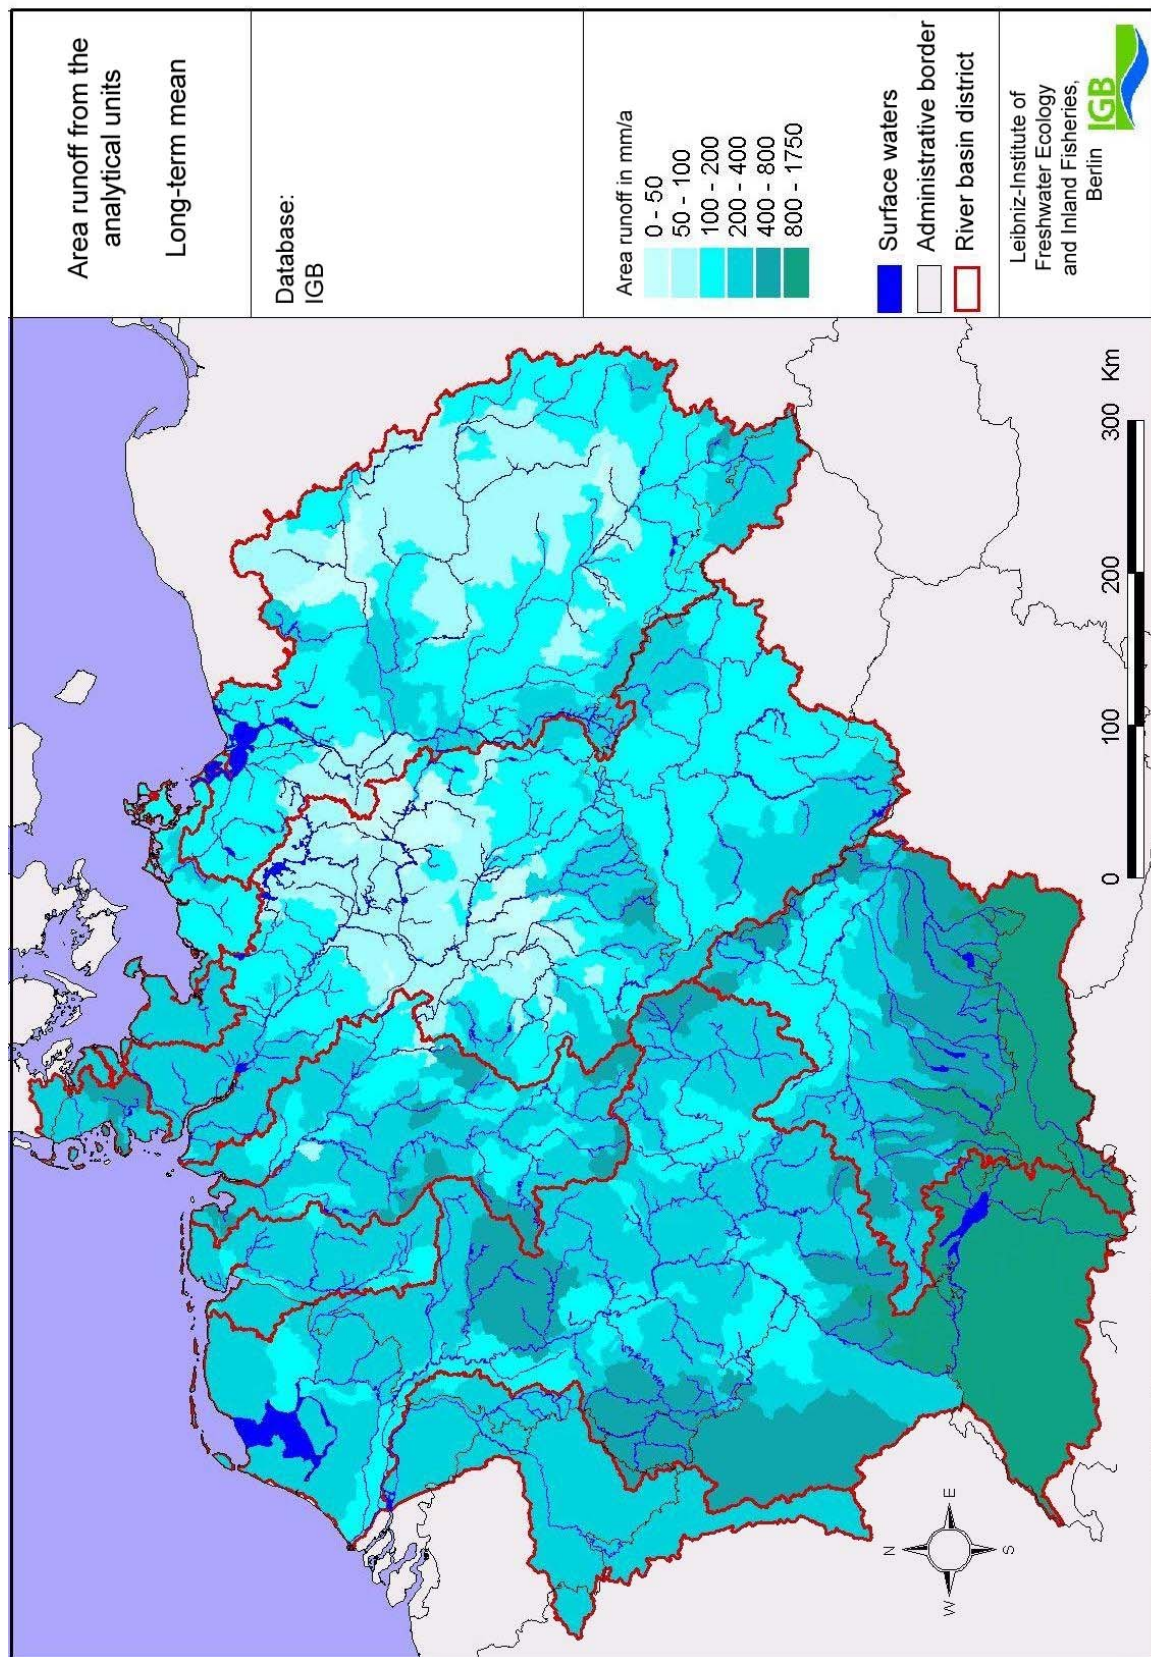 Area runoff from the
analytical units
Long-term mean
Database:
IGB
Area runoff in mm/a
0 - 50
50 - 100
100 - 200
200 - 400
400 - 800
800 - 1750
Surface waters
Administrative border
River basin district
Leibniz-Institute of
Freshwater Ecology
and Inland Fisheries,
Berlin
IGB
0 100 200 300 Km
N
W E
S